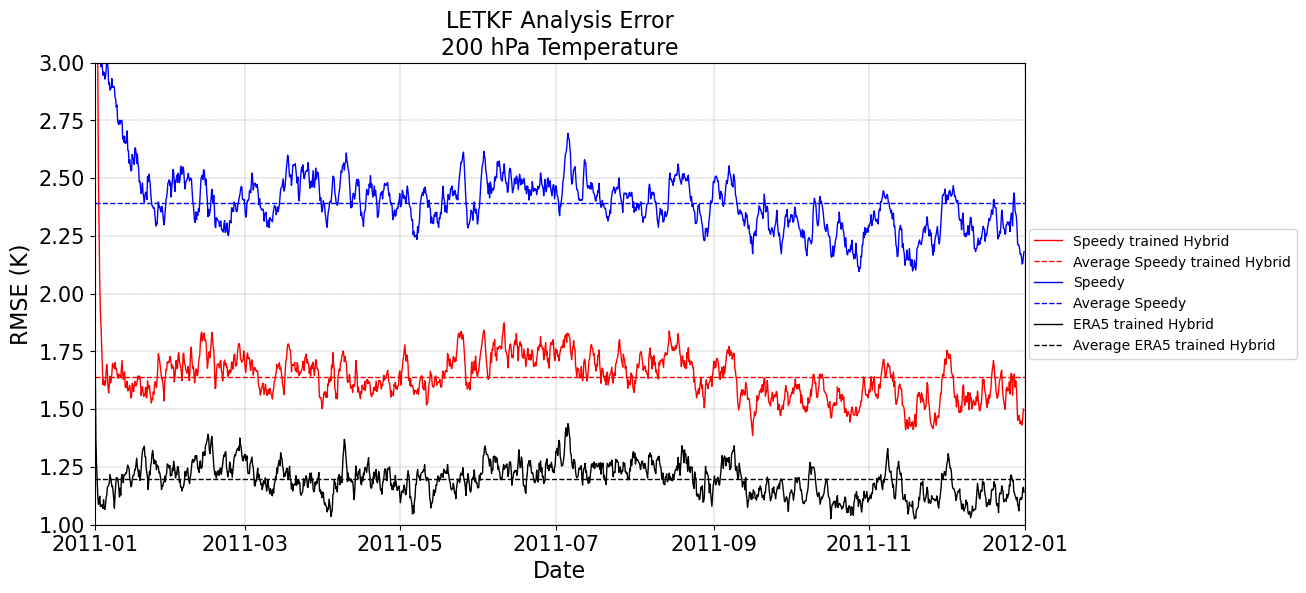 LETKF Analysis Error
200 hPa Temperature
3.00
2.75
2.50
2.25
2.00
1.75
1.50
1.25
1.00
RMSE (K)
2011-01
2011-03
2011-05
2011-07
2011-09
2011-11
2012-01
Date
Speedy trained Hybrid
Average Speedy trained Hybrid
Speedy
Average Speedy
ERA5 trained Hybrid
Average ERA5 trained Hybrid